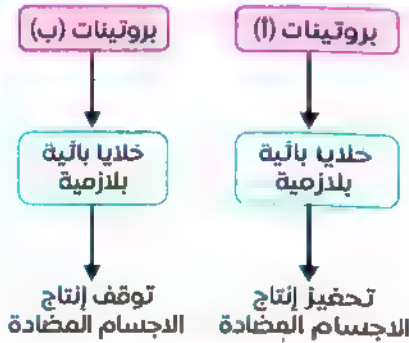 بروتينات (أ)
خلايا بائية
بلازمية
تحفيز إنتاج
الاجسام المضادة
بروتينات (ب)
خلايا بائية
بلازمية
توقف إنتاج
الاجسام المضادة